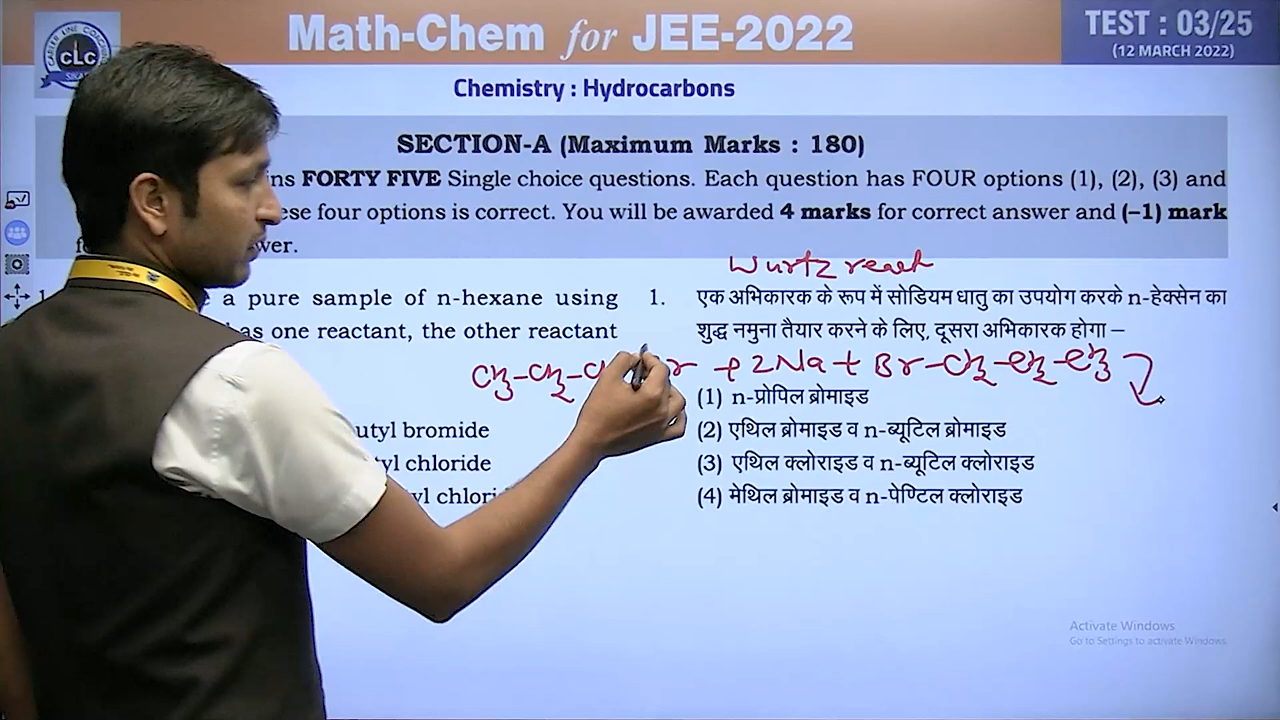 Math-Chem for JEE-2022
TEST : 03/25
(12 MARCH 2022)
CLC
Chemistry : Hydrocarbons
SECTION-A (Maximum Marks : 180)
FORTY FIVE Single choice questions. Each question has FOUR options (1), (2), (3) and
these four options is correct. You will be awarded 4 marks for correct answer and (–1) mark
a pure sample of n-hexane using
as one reactant, the other reactant
utyl bromide
tyl chloride
Wurtz react
1. एक अभिकारक के रूप में सोडियम धातु का उपयोग करके n-हेक्सेन का
शुद्ध नमुना तैयार करने के लिए, दूसरा अभिकारक होगा –
CH3-CH2- + 2Na + Br-CH2-CH2-CH3
(1) n-प्रोपिल ब्रोमाइड
(2) एथिल ब्रोमाइड व n-ब्यूटिल ब्रोमाइड
(3) एथिल क्लोराइड व n-ब्यूटिल क्लोराइड
(4) मेथिल ब्रोमाइड व n-पेण्टिल क्लोराइड
Activate Windows
Go to Settings to activate Windows.